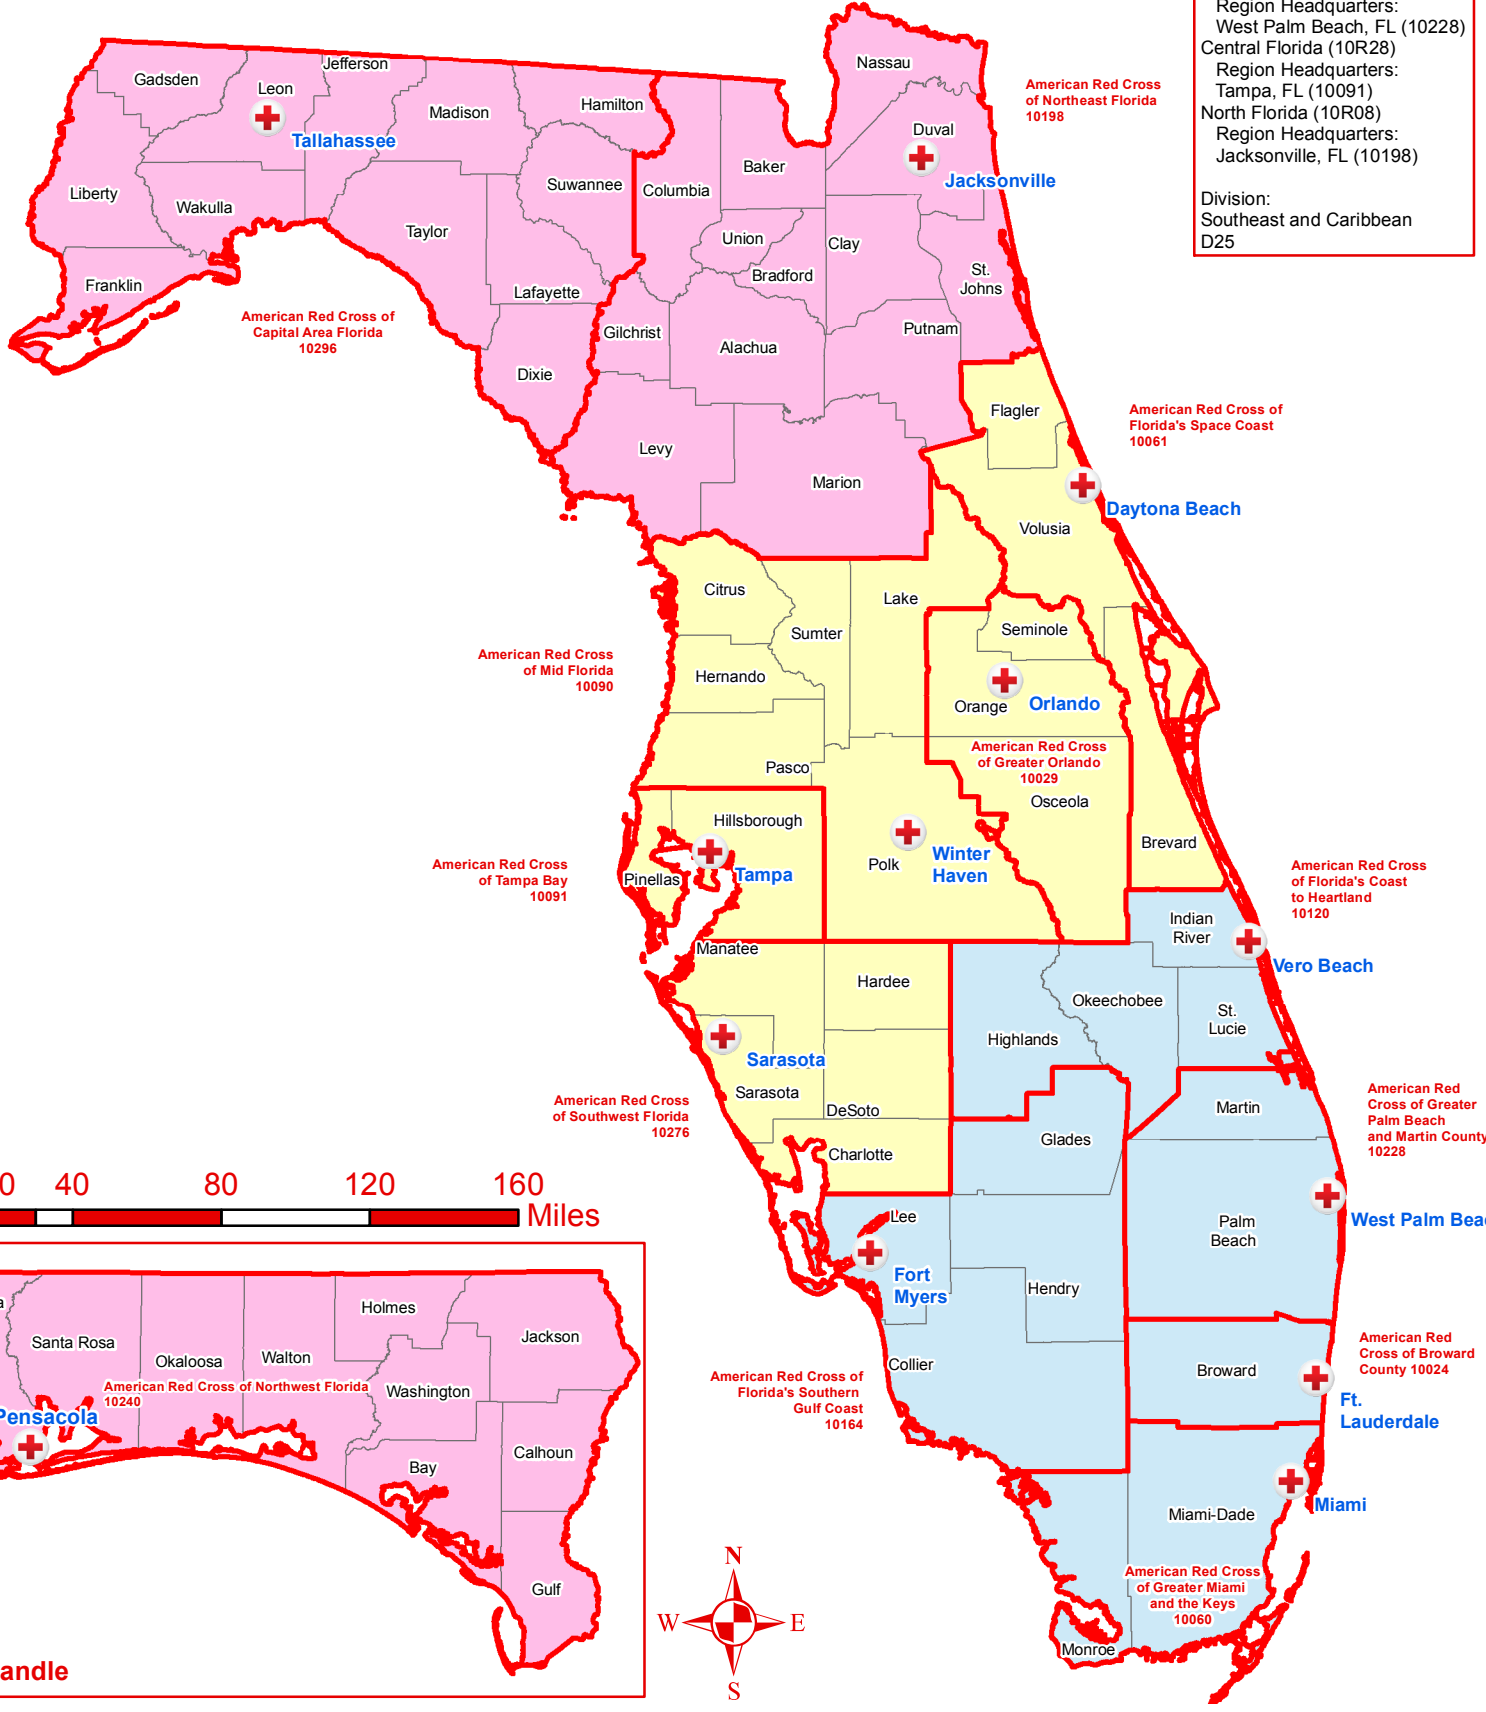 Region Headquarters:
West Palm Beach, FL (10228)
Central Florida (10R28)
Region Headquarters:
Tampa, FL (10091)
North Florida (10R08)
Region Headquarters:
Jacksonville, FL (10198)
Division:
Southeast and Caribbean
D25
Nassau
Jefferson
Gadsden
Leon
Hamilton
Madison
American Red Cross
of Northeast Florida
10198
Tallahassee
Duval
Baker
Jacksonville
Suwannee
Columbia
Liberty
Wakulla
Taylor
Union
Clay
Bradford
St.
Johns
Franklin
Lafayette
American Red Cross of
Capital Area Florida
10296
Gilchrist
Putnam
Alachua
Dixie
Flagler
American Red Cross of
Florida's Space Coast
10061
Levy
Marion
Daytona Beach
Volusia
Citrus
Lake
Sumter
Seminole
American Red Cross
of Mid Florida
10090
Hernando
Orange
Orlando
American Red Cross
of Greater Orlando
10029
Pasco
Osceola
Hillsborough
Brevard
Polk
Winter
Haven
American Red Cross
of Tampa Bay
10091
Pinellas
Tampa
American Red Cross
of Florida's Coast
to Heartland
10120
Indian
River
Manatee
Vero Beach
Hardee
Okeechobee
St.
Lucie
Highlands
Sarasota
Sarasota
American Red Cross
of Southwest Florida
10276
DeSoto
Martin
American Red
Cross of Greater
Palm Beach
and Martin County
10228
Glades
Charlotte
0 40 80 120 160
Miles
Lee
Palm
Beach
West Palm Bea
Fort
Myers
Hendry
Collier
Broward
American Red
Cross of Broward
County 10024
Ft.
Lauderdale
American Red Cross of
Florida's Southern
Gulf Coast
10164
Miami
Miami-Dade
American Red Cross
of Greater Miami
and the Keys
10060
Monroe
a
Holmes
Santa Rosa
Okaloosa
Walton
Jackson
American Red Cross of Northwest Florida
10240
Washington
Pensacola
Calhoun
Bay
Gulf
andle
N
W E
S